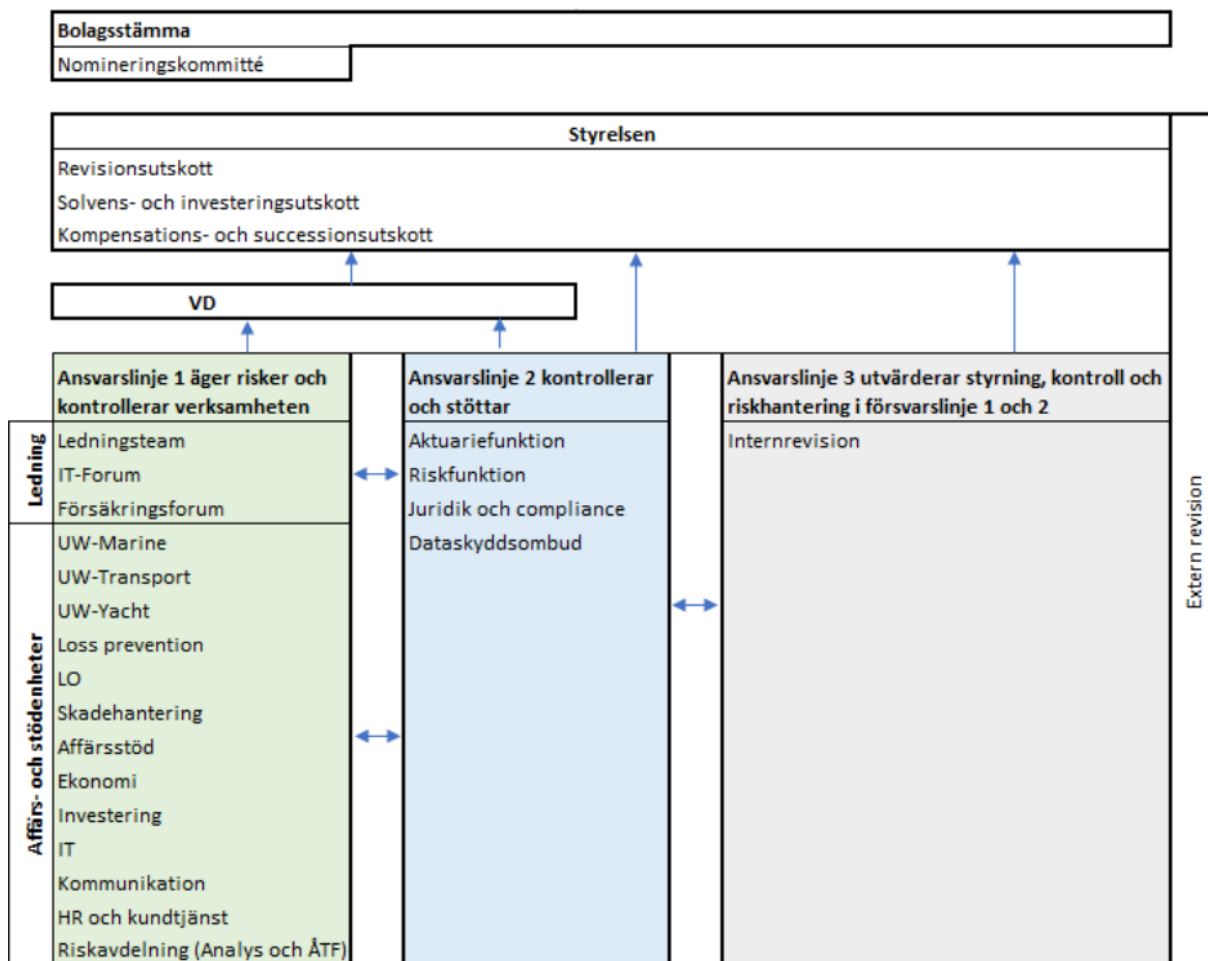 Bolagsstämma
Nomineringskommitté
Styrelsen
Revisionsutskott
Solvens- och investeringsutskott
Kompensations- och successionsutskott
VD
Ansvarslinje 1 äger risker och
kontrollerar verksamheten
Ledning
Ledningsteam
IT-Forum
Försäkringsforum
Affärs- och stödenheter
UW-Marine
UW-Transport
UW-Yacht
Loss prevention
LO
Skadehantering
Affärsstöd
Ekonomi
Investering
IT
Kommunikation
HR och kundtjänst
Riskavdelning (Analys och ÅTF)
Ansvarslinje 2 kontrollerar
och stöttar
Aktuariefunktion
Riskfunktion
Juridik och compliance
Dataskyddsombud
Ansvarslinje 3 utvärderar styrning, kontroll och
riskhantering i försvarslinje 1 och 2
Internrevision
Extern revision